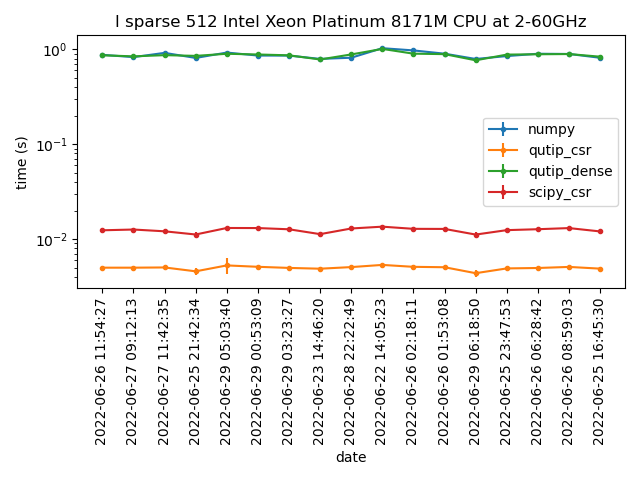 l sparse 512 Intel Xeon Platinum 8171M CPU at 2-60GHz
time (s)
10⁰
10⁻¹
10⁻²
numpy
qutip_csr
qutip_dense
scipy_csr
2022-06-26 11:54:27
2022-06-27 09:12:13
2022-06-27 11:42:35
2022-06-25 21:42:34
2022-06-29 05:03:40
2022-06-29 00:53:09
2022-06-29 03:23:27
2022-06-23 14:46:20
2022-06-28 22:22:49
2022-06-22 14:05:23
2022-06-26 02:18:11
2022-06-26 01:53:08
2022-06-29 06:18:50
2022-06-25 23:47:53
2022-06-26 06:28:42
2022-06-26 08:59:03
2022-06-25 16:45:30
date